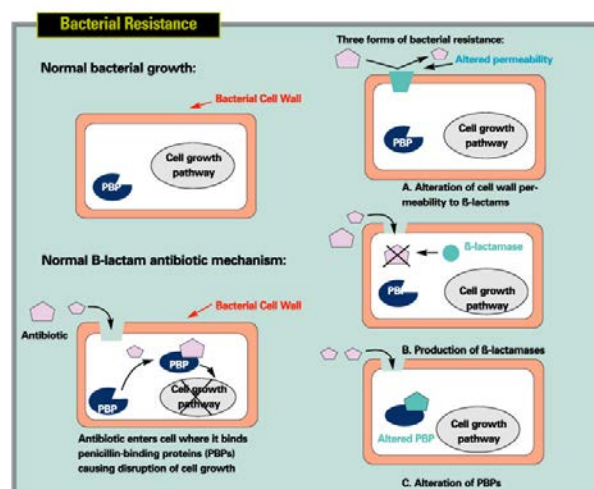 Bacterial Resistance
Normal bacterial growth:
Bacterial Cell Wall
PBP
Cell growth
pathway
Normal B-lactam antibiotic mechanism:
Bacterial Cell Wall
Antibiotic
PBP
PBP
Cell growth
pathway
Antibiotic enters cell where it binds
penicillin-binding proteins (PBPs)
causing disruption of cell growth
Three forms of bacterial resistance:
Altered permeability
PBP
Cell growth
pathway
A. Alteration of cell wall per-
meability to ß-lactams
ß-lactamase
PBP
Cell growth
pathway
B. Production of ß-lactamases
Altered PBP
Cell growth
pathway
C. Alteration of PBPs